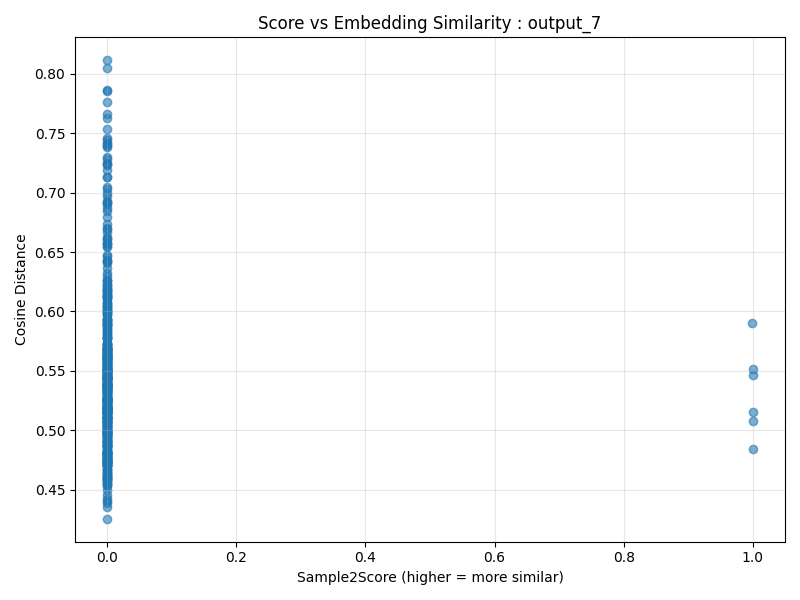 Score vs Embedding Similarity : output_7
0.80
0.75
0.70
0.65
0.60
0.55
0.50
0.45
Cosine Distance
0.0 0.2 0.4 0.6 0.8 1.0
Sample2Score (higher = more similar)